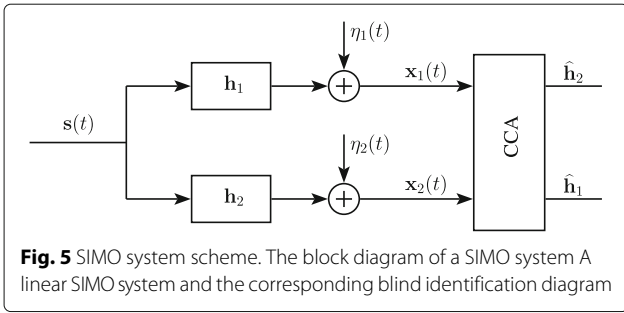 η₁(t)
h₁
x₁(t)
ĥ₂
s(t)
CCA
η₂(t)
h₂
x₂(t)
ĥ₁
Fig. 5 SIMO system scheme. The block diagram of a SIMO system A
linear SIMO system and the corresponding blind identification diagram